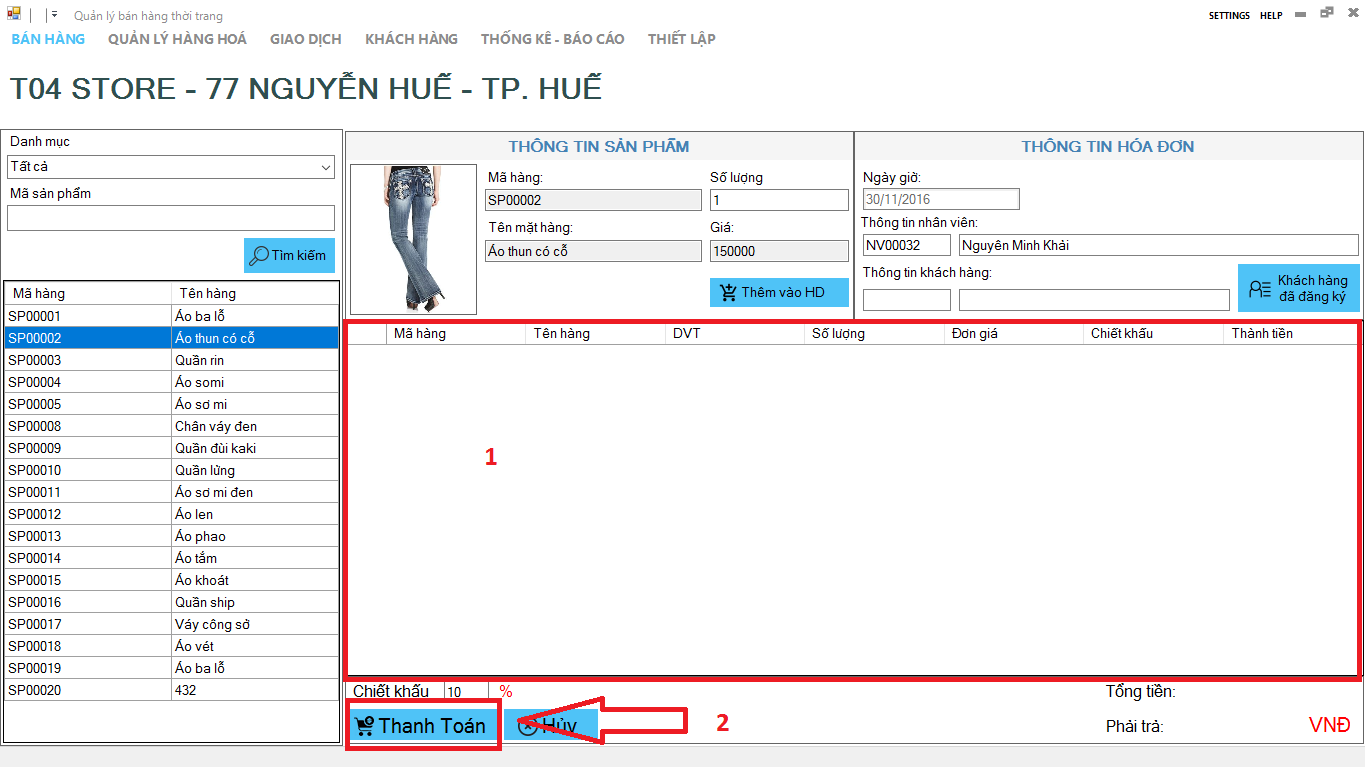 Quản lý bán hàng thời trang
SETTINGS HELP
BÁN HÀNG QUẢN LÝ HÀNG HOÁ GIAO DỊCH KHÁCH HÀNG THỐNG KÊ - BÁO CÁO THIẾT LẬP
T04 STORE - 77 NGUYỄN HUẾ - TP. HUẾ
Danh mục
Tất cả
Mã sản phẩm
Tìm kiếm
Mã hàng Tên hàng
SP00001 Áo ba lỗ
SP00002 Áo thun có cỗ
SP00003 Quần rin
SP00004 Áo somi
SP00005 Áo sơ mi
SP00008 Chân váy đen
SP00009 Quần đùi kaki
SP00010 Quần lửng
SP00011 Áo sơ mi đen
SP00012 Áo len
SP00013 Áo phao
SP00014 Áo tắm
SP00015 Áo khoát
SP00016 Quần ship
SP00017 Váy công sở
SP00018 Áo vét
SP00019 Áo ba lỗ
SP00020 432
THÔNG TIN SẢN PHẨM
Mã hàng: Số lượng
SP00002 1
Tên mặt hàng: Giá:
Áo thun có cỗ 150000
Thêm vào HD
THÔNG TIN HÓA ĐƠN
Ngày giờ:
30/11/2016
Thông tin nhân viên:
NV00032 Nguyên Minh Khải
Thông tin khách hàng:
Khách hàng
đã đăng ký
Mã hàng Tên hàng DVT Số lượng Đơn giá Chiết khấu Thành tiền
1
Chiết khấu 10 %
Tổng tiền:
Thanh Toán Hủy 2
Phải trả: VNĐ